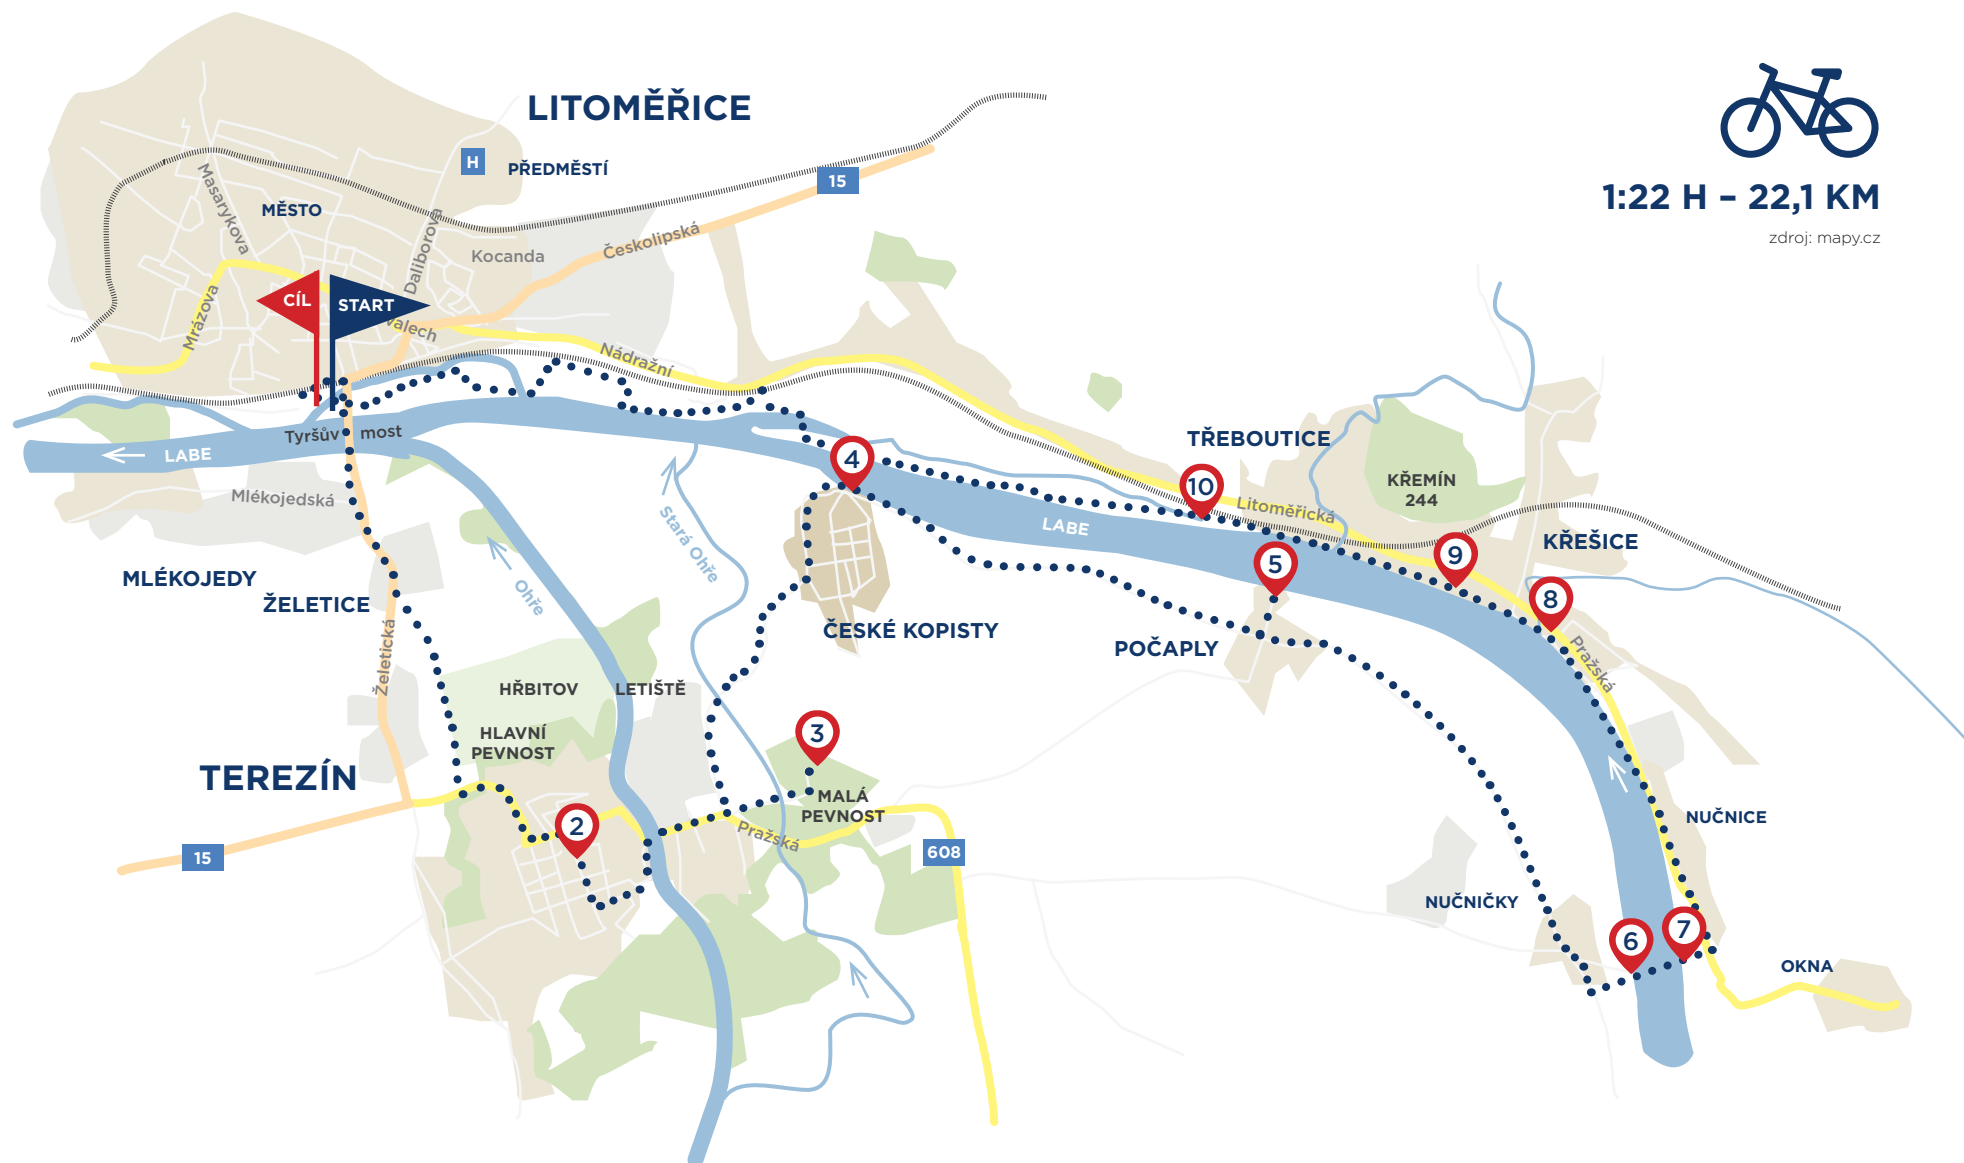 LITOMĚŘICE
H
PŘEDMĚSTÍ
15
1:22 H – 22,1 KM
zdroj: mapy.cz
Masarykova
MĚSTO
Daliborova
Kocanda
Českolipská
CÍL
START
Mrázova
Valech
Nádražní
Tyršův most
LABE
Mlékojedská
4
TŘEBOUTICE
10
Litoměřická
KŘEMÍN
244
LABE
Stará Ohře
Ohře
5
9
KŘEŠICE
8
MLÉKOJEDY
ŽELETICE
ČESKÉ KOPISTY
POČAPLY
Želetická
Pražská
HŘBITOV
LETIŠTĚ
HLAVNÍ
PEVNOST
3
TEREZÍN
MALÁ
PEVNOST
2
Pražská
15
608
NUČNICE
NUČNIČKY
6
7
OKNA